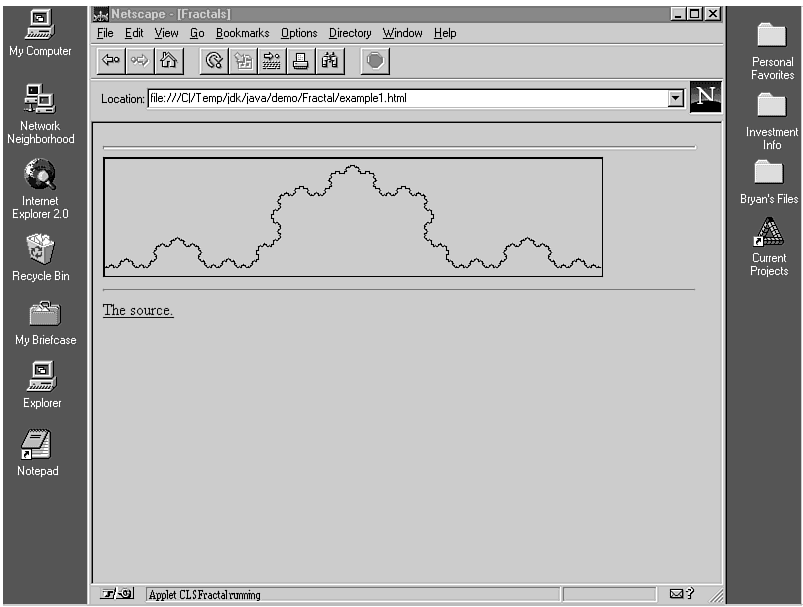 My Computer
Network
Neighborhood
Internet
Explorer 2.0
Recycle Bin
My Briefcase
Explorer
Notepad
Netscape - [Fractals]
File Edit View Go Bookmarks Options Directory Window Help
Location: file:///C|/Temp/jdk/java/demo/Fractal/example1.html
N
The source.
Applet CLSFractal running
?
Personal
Favorites
Investment
Info
Bryan's Files
Current
Projects